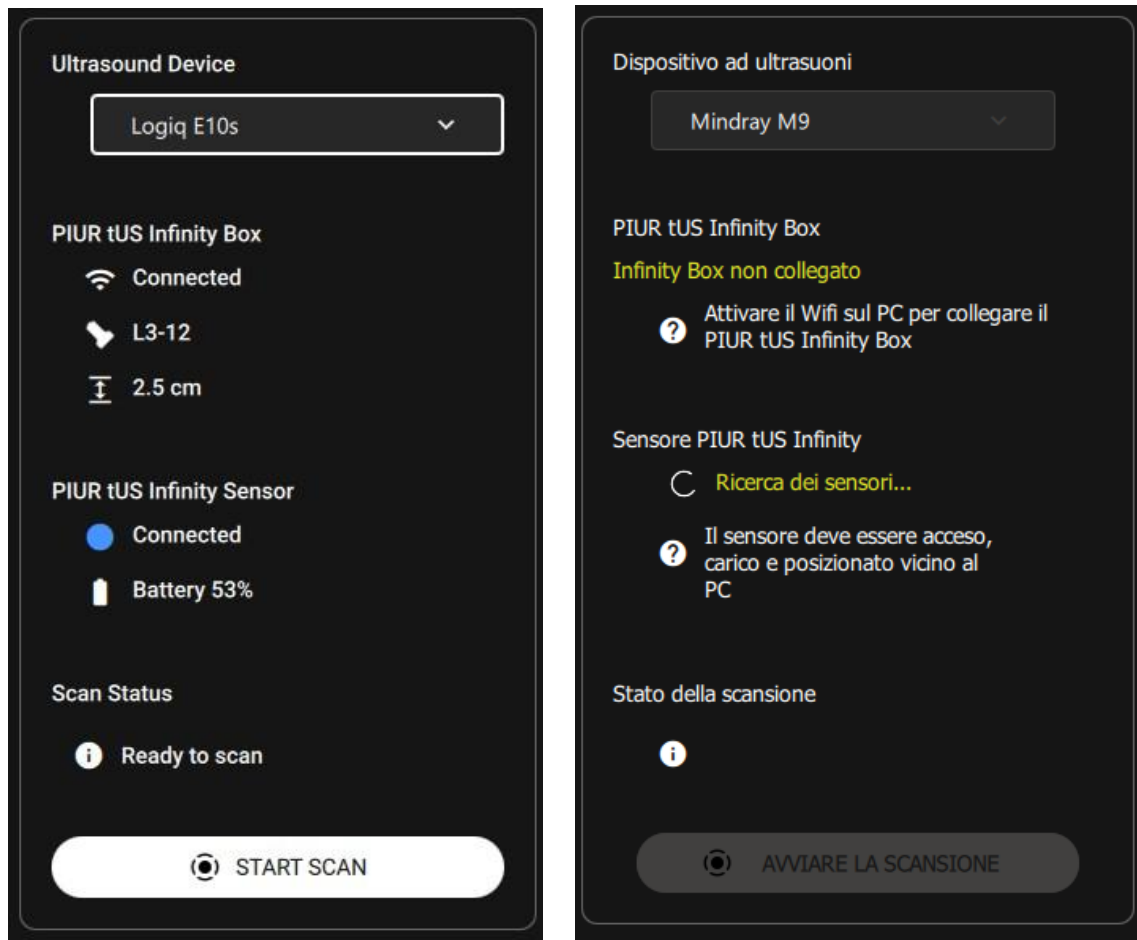 Ultrasound Device
Logiq E10s
PIUR tUS Infinity Box
Connected
L3-12
2.5 cm
PIUR tUS Infinity Sensor
Connected
Battery 53%
Scan Status
Ready to scan
START SCAN
Dispositivo ad ultrasuoni
Mindray M9
PIUR tUS Infinity Box
Infinity Box non collegato
Attivare il Wifi sul PC per collegare il
PIUR tUS Infinity Box
Sensore PIUR tUS Infinity
Ricerca dei sensori...
Il sensore deve essere acceso,
carico e posizionato vicino al
PC
Stato della scansione
AVVIARE LA SCANSIONE